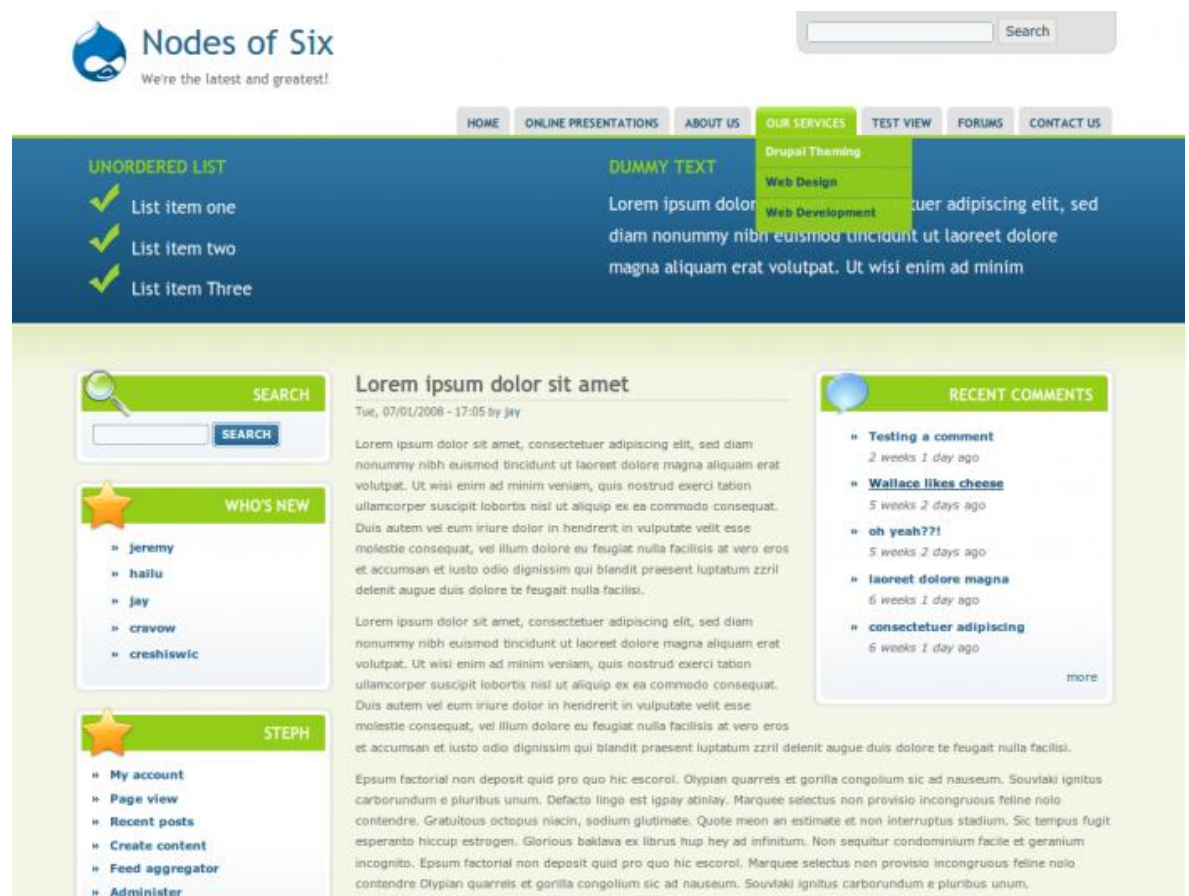 Nodes of Six
We're the latest and greatest!
Search
HOME ONLINE PRESENTATIONS ABOUT US OUR SERVICES TEST VIEW FORUMS CONTACT US
Drupal Theming
Web Design
Web Development
UNORDERED LIST
List item one
List item two
List item Three
DUMMY TEXT
Lorem ipsum dolor tuer adipiscing elit, sed
diam nonummy nibh euismod tincidunt ut laoreet dolore
magna aliquam erat volutpat. Ut wisi enim ad minim
SEARCH
SEARCH
WHO'S NEW
» jeremy
» hailu
» jay
» cravow
» creshiswic
STEPH
» My account
» Page view
» Recent posts
» Create content
» Feed aggregator
» Administer
Lorem ipsum dolor sit amet
Tue, 07/01/2008 - 17:05 by jay
Lorem ipsum dolor sit amet, consectetuer adipiscing elit, sed diam
nonummy nibh euismod tincidunt ut laoreet dolore magna aliquam erat
volutpat. Ut wisi enim ad minim veniam, quis nostrud exerci tation
ullamcorper suscipit lobortis nisl ut aliquip ex ea commodo consequat.
Duis autem vel eum iriure dolor in hendrerit in vulputate velit esse
molestie consequat, vel illum dolore eu feugiat nulla facilisis at vero eros
et accumsan et iusto odio dignissim qui blandit praesent luptatum zzril
delenit augue duis dolore te feugait nulla facilisi.
Lorem ipsum dolor sit amet, consectetuer adipiscing elit, sed diam
nonummy nibh euismod tincidunt ut laoreet dolore magna aliquam erat
volutpat. Ut wisi enim ad minim veniam, quis nostrud exerci tation
ullamcorper suscipit lobortis nisl ut aliquip ex ea commodo consequat.
Duis autem vel eum iriure dolor in hendrerit in vulputate velit esse
molestie consequat, vel illum dolore eu feugiat nulla facilisis at vero eros
et accumsan et iusto odio dignissim qui blandit praesent luptatum zzril delenit augue duis dolore te feugait nulla facilisi.
Epsum factorial non deposit quid pro quo hic escorol. Olypian quarrels et gorilla congolium sic ad nauseum. Souvlaki ignitus
carborundum e pluribus unum. Defacto lingo est igpay atinlay. Marquee selectus non provisio incongruous feline nolo
contendre. Gratuitous octopus niacin, sodium glutimate. Quote meon an estimate et non interruptus stadium. Sic tempus fugit
esperanto hiccup estrogen. Glorious baklava ex librus hup hey ad infinitum. Non sequitur condominium facile et geranium
incognito. Epsum factorial non deposit quid pro quo hic escorol. Marquee selectus non provisio incongruous feline nolo
contendre Olypian quarrels et gorilla congolium sic ad nauseum. Souvlaki ignitus carborundum e pluribus unum.
RECENT COMMENTS
» Testing a comment
2 weeks 1 day ago
» Wallace likes cheese
5 weeks 2 days ago
» oh yeah??!
5 weeks 2 days ago
» laoreet dolore magna
6 weeks 1 day ago
» consectetuer adipiscing
6 weeks 1 day ago
more